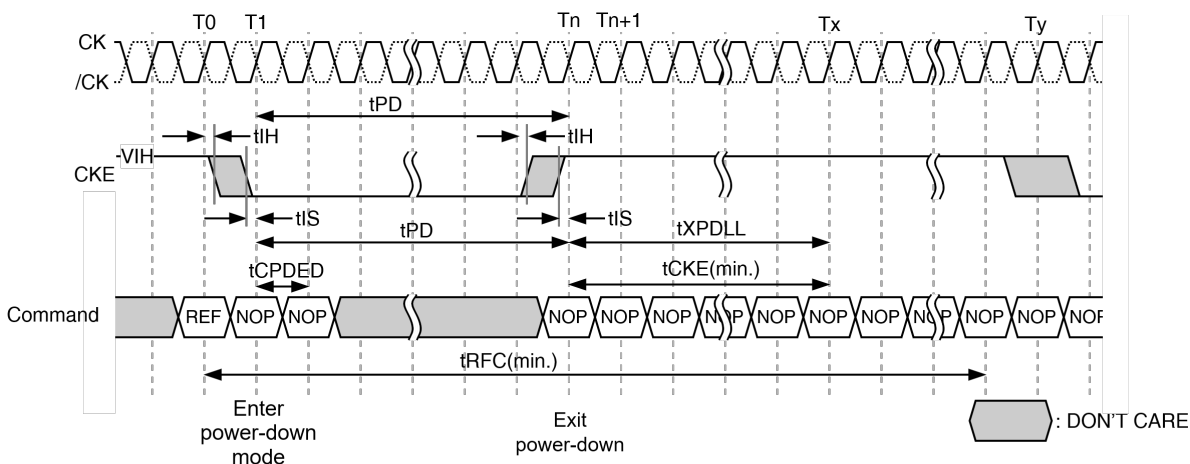 T0 T1 Tn Tn+1 Tx Ty
CK
/CK
tPD
tIH tIH
VIH
CKE
tIS tIS
tPD tXPDLL
tCPDED tCKE(min.)
Command REF NOP NOP NOP NOP NOP NOP NOP NOP NOP NOP NOP NOP NOP
tRFC(min.)
Enter
power-down
mode
Exit
power-down
: DON'T CARE